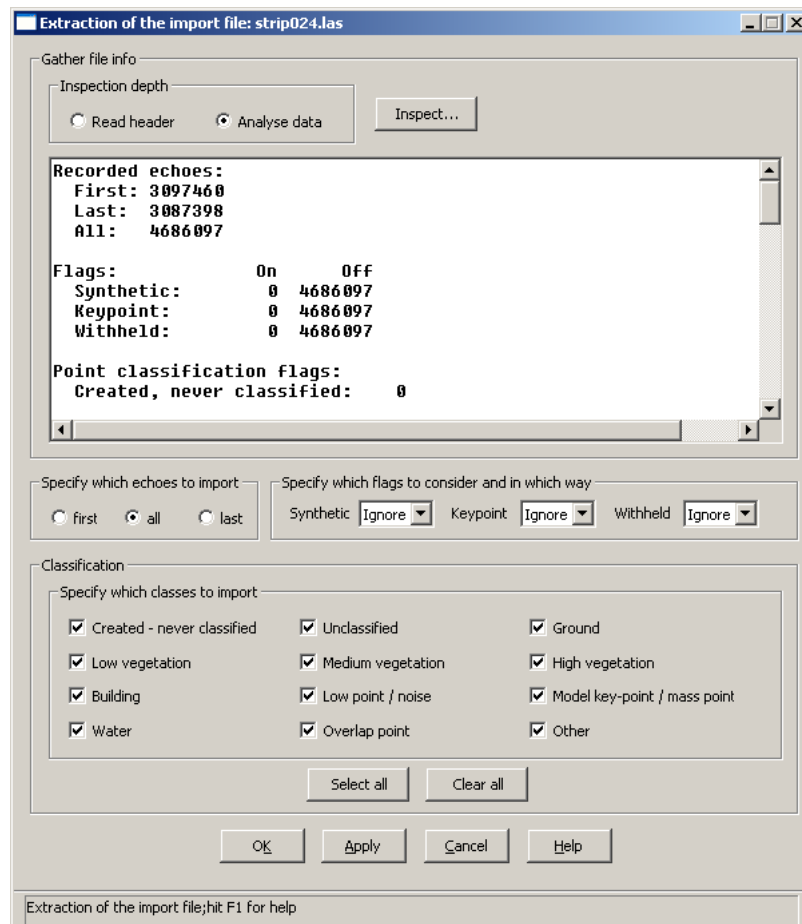 Extraction of the import file: strip024.las
Gather file info
Inspection depth
Read header Analyse data Inspect...
Recorded echoes:
First: 3097460
Last: 3087398
All: 4686097
Flags: On Off
Synthetic: 0 4686097
Keypoint: 0 4686097
Withheld: 0 4686097
Point classification flags:
Created, never classified: 0
Specify which echoes to import
first all last
Specify which flags to consider and in which way
Synthetic Ignore Keypoint Ignore Withheld Ignore
Classification
Specify which classes to import
Created - never classified Unclassified Ground
Low vegetation Medium vegetation High vegetation
Building Low point / noise Model key-point / mass point
Water Overlap point Other
Select all Clear all
OK Apply Cancel Help
Extraction of the import file;hit F1 for help